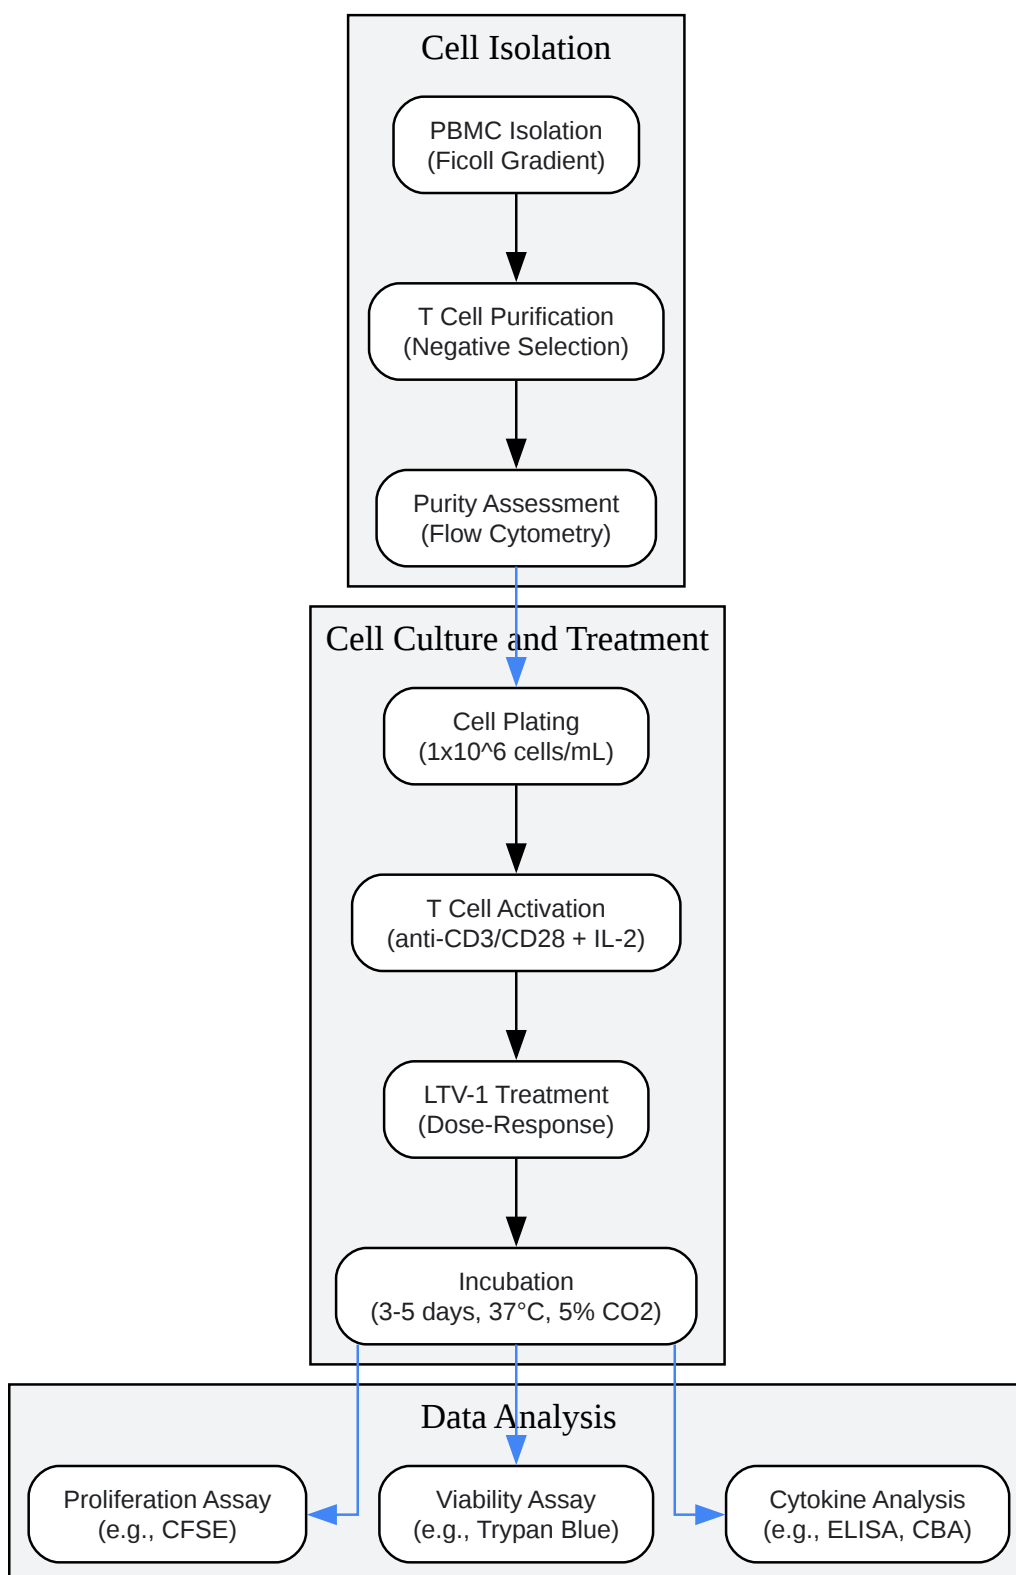 Cell Isolation
PBMC Isolation
(Ficoll Gradient)
T Cell Purification
(Negative Selection)
Purity Assessment
(Flow Cytometry)
Cell Culture and Treatment
Cell Plating
(1x10^6 cells/mL)
T Cell Activation
(anti-CD3/CD28 + IL-2)
LTV-1 Treatment
(Dose-Response)
Incubation
(3-5 days, 37°C, 5% CO2)
Data Analysis
Proliferation Assay
(e.g., CFSE)
Viability Assay
(e.g., Trypan Blue)
Cytokine Analysis
(e.g., ELISA, CBA)